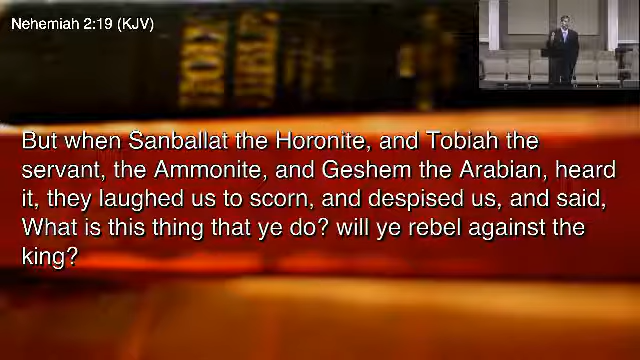 Nehemiah 2:19 (KJV)
But when Sanballat the Horonite, and Tobiah the
servant, the Ammonite, and Geshem the Arabian, heard
it, they laughed us to scorn, and despised us, and said,
What is this thing that ye do? will ye rebel against the
king?